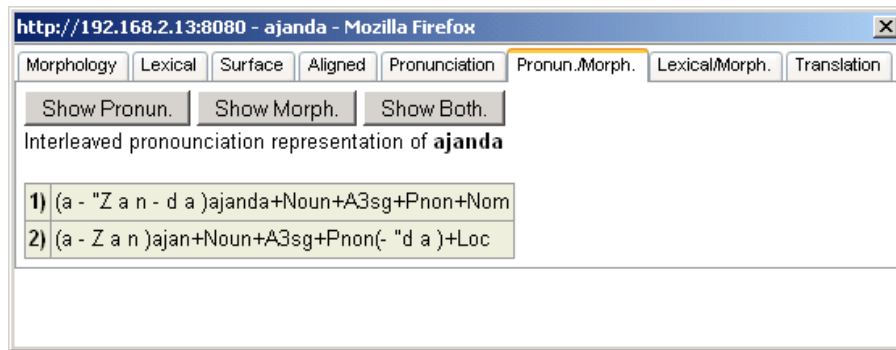 http://192.168.2.13:8080 - ajanda - Mozilla Firefox
Morphology Lexical Surface Aligned Pronunciation Pronun./Morph. Lexical/Morph. Translation
Show Pronun. Show Morph. Show Both.
Interleaved pronounciation representation of ajanda
1) (a - "Z a n - d a )ajanda+Noun+A3sg+Pnon+Nom
2) (a - Z a n )ajan+Noun+A3sg+Pnon(- "d a )+Loc